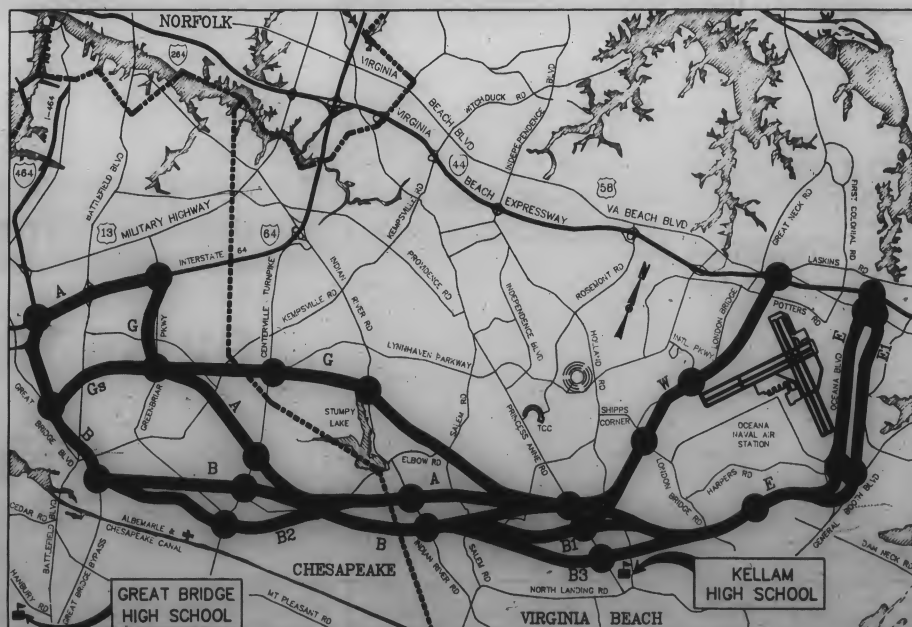 NORFOLK
264
VIRGINIA
I-464
464
BATTLEFIELD BLVD
13
MILITARY HIGHWAY
64
INTERSTATE 64
VIRGINIA
BEACH BLVD
WITCHDUCK RD
INDEPENDENCE
BLVD
44
58
BEACH EXPRESSWAY
VA BEACH BLVD
GREAT NECK RD
FIRST COLONIAL RD
LASKINS RD
POTTERS RD
KEMPSVILLE RD
PROVIDENCE RD
INDIAN
RIVER RD
CENTERVILLE TURNPIKE
KEMPSVILLE RD
ROSEMONT RD
INDEPENDENCE BLVD
HOLLAND
RD
LONDON BRIDGE
INTL PKWY
LYNNHAVEN PARKWAY
A
G
PKWY
GREENBRIAR
G
Gs
A
W
E
E1
OCEANA BLVD
STUMPY
LAKE
SALEM RD
PRINCESS ANNE RD
TCC
SHIPPS
CORNER
OCEANA
NAVAL AIR
STATION
GREAT
BRIDGE
BLVD
B
B
ELBOW RD
A
LONDON BRIDGE
RD
HARPERS RD
E
GENERAL
BOOTH BLVD
DAM NECK RD
B2
B
B1
B3
CEDAR RD
BATTLEFIELD BLVD
GREAT BRIDGE BYPASS
ALBEMARLE &
CHESAPEAKE CANAL
CHESAPEAKE
INDIAN RIVER RD
SALEM
RD
NORTH LANDING RD
HANBURY RD
MT PLEASANT RD
GREAT BRIDGE
HIGH SCHOOL
KELLAM
HIGH SCHOOL
VIRGINIA BEACH